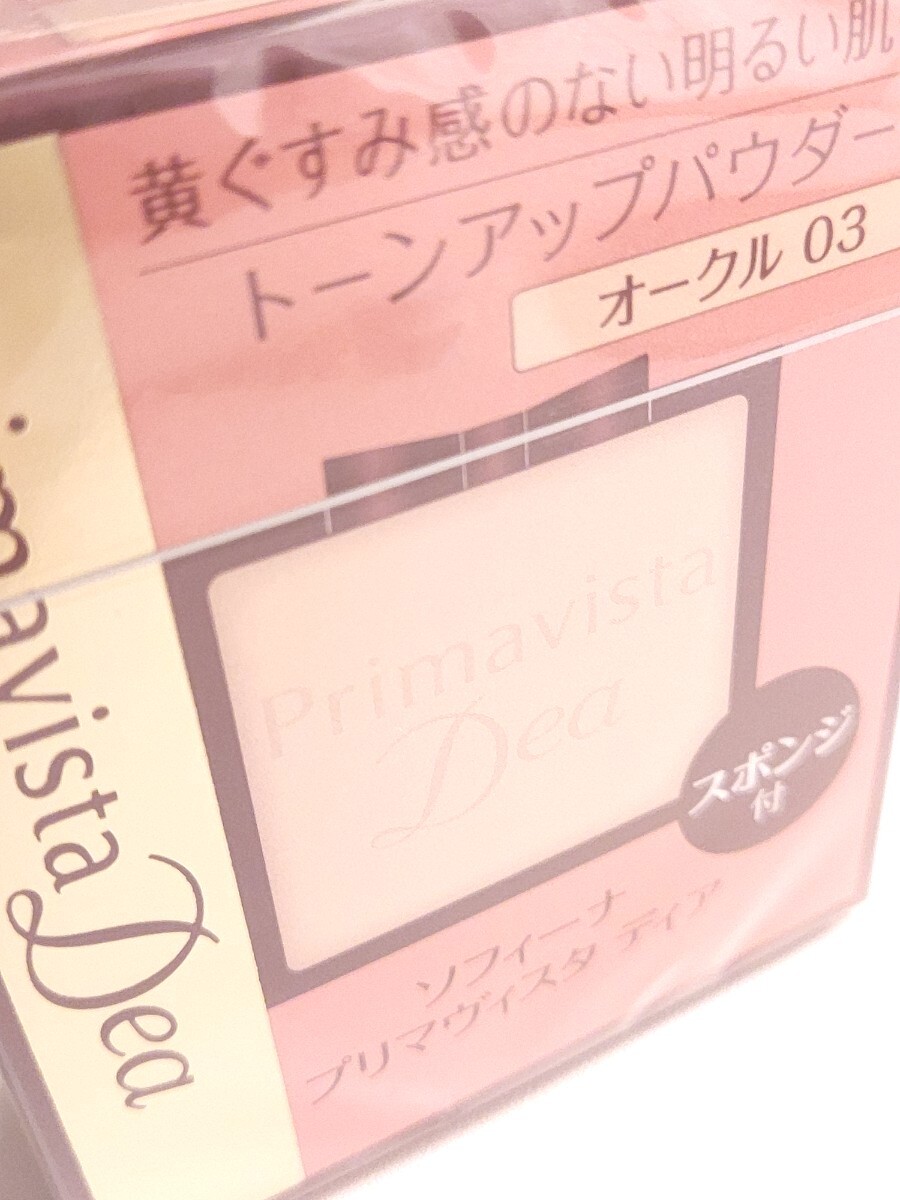 黄ぐすみ感のない明るい肌
トーンアップパウダー
オークル 03
Primavista
Dea
スポンジ
付
ソフィーナ
プリマヴィスタ ディア
imavista Dea